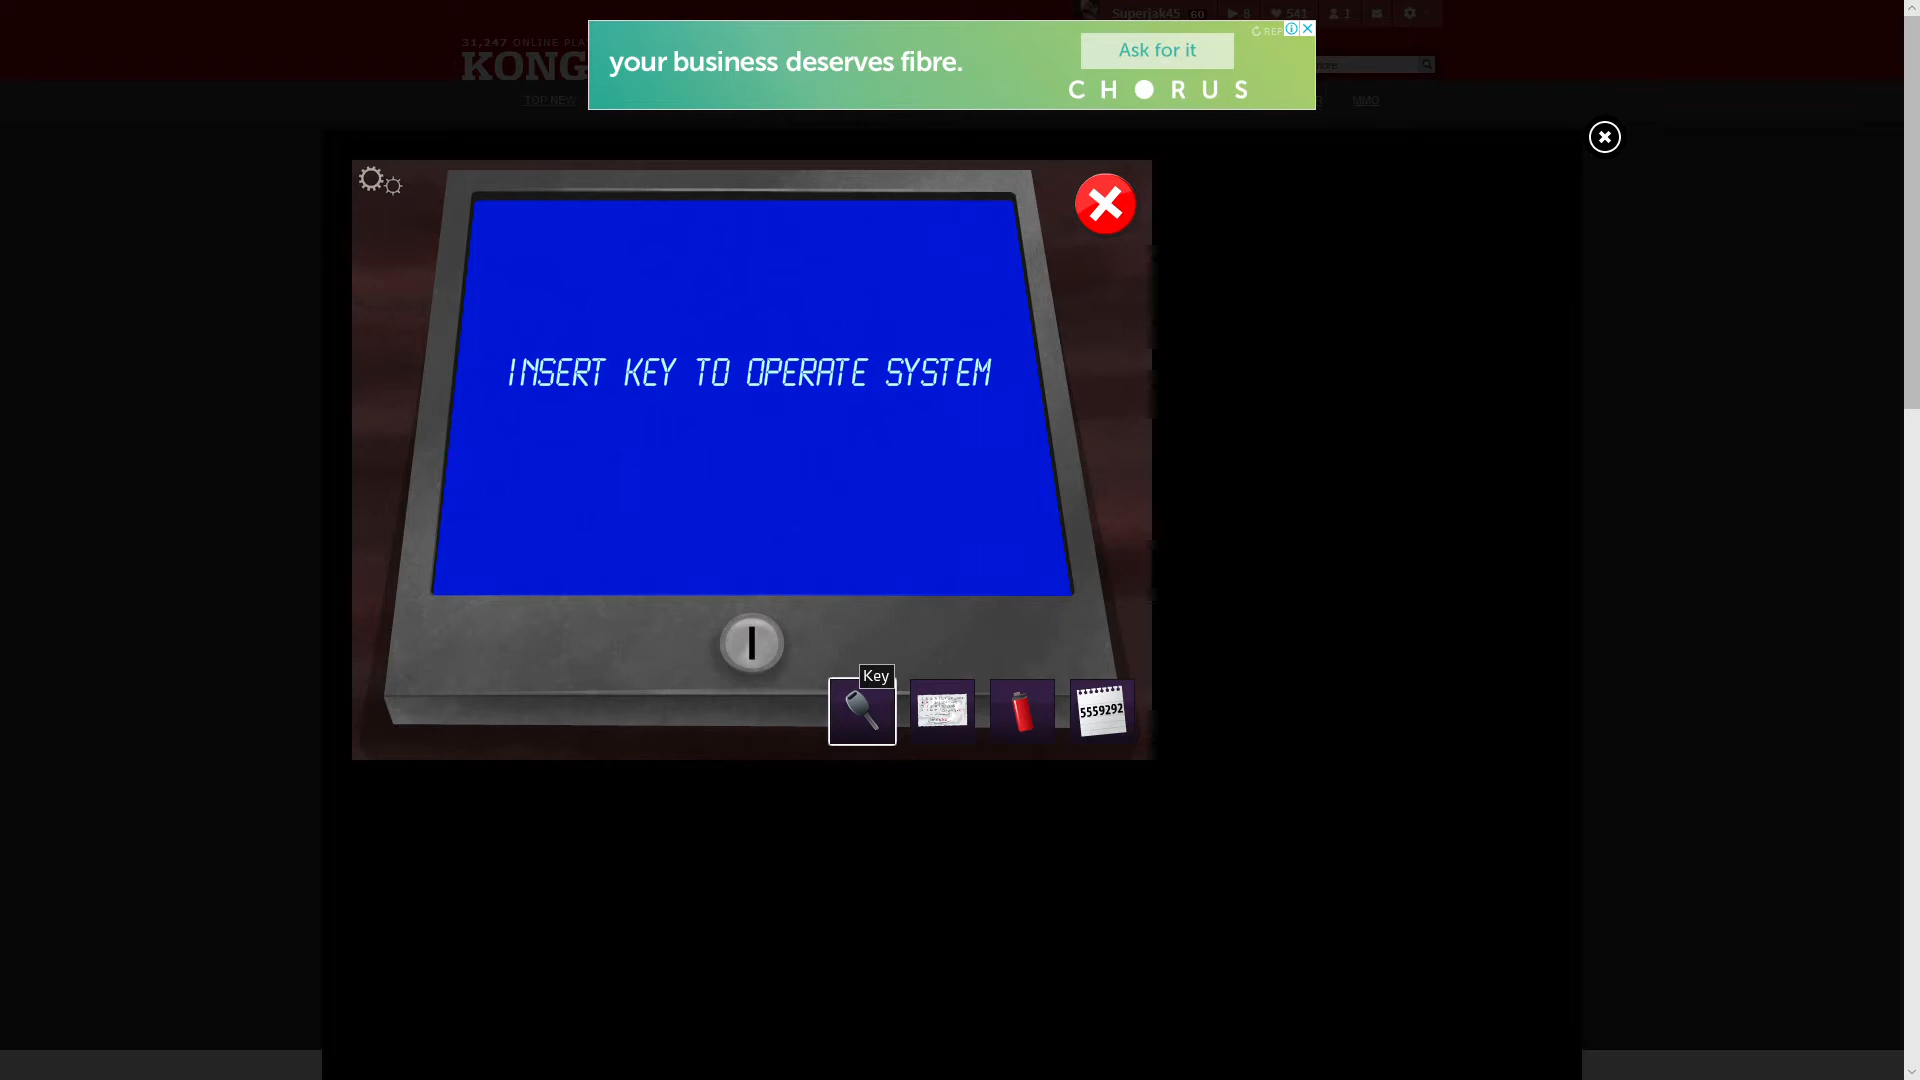 Superjak45 60 8 541 1
31,247 ONLINE PLA
KONG
your business deserves fibre.
Ask for it
CHORUS
TOP NEW
MMO
INSERT KEY TO OPERATE SYSTEM
Key
5559292